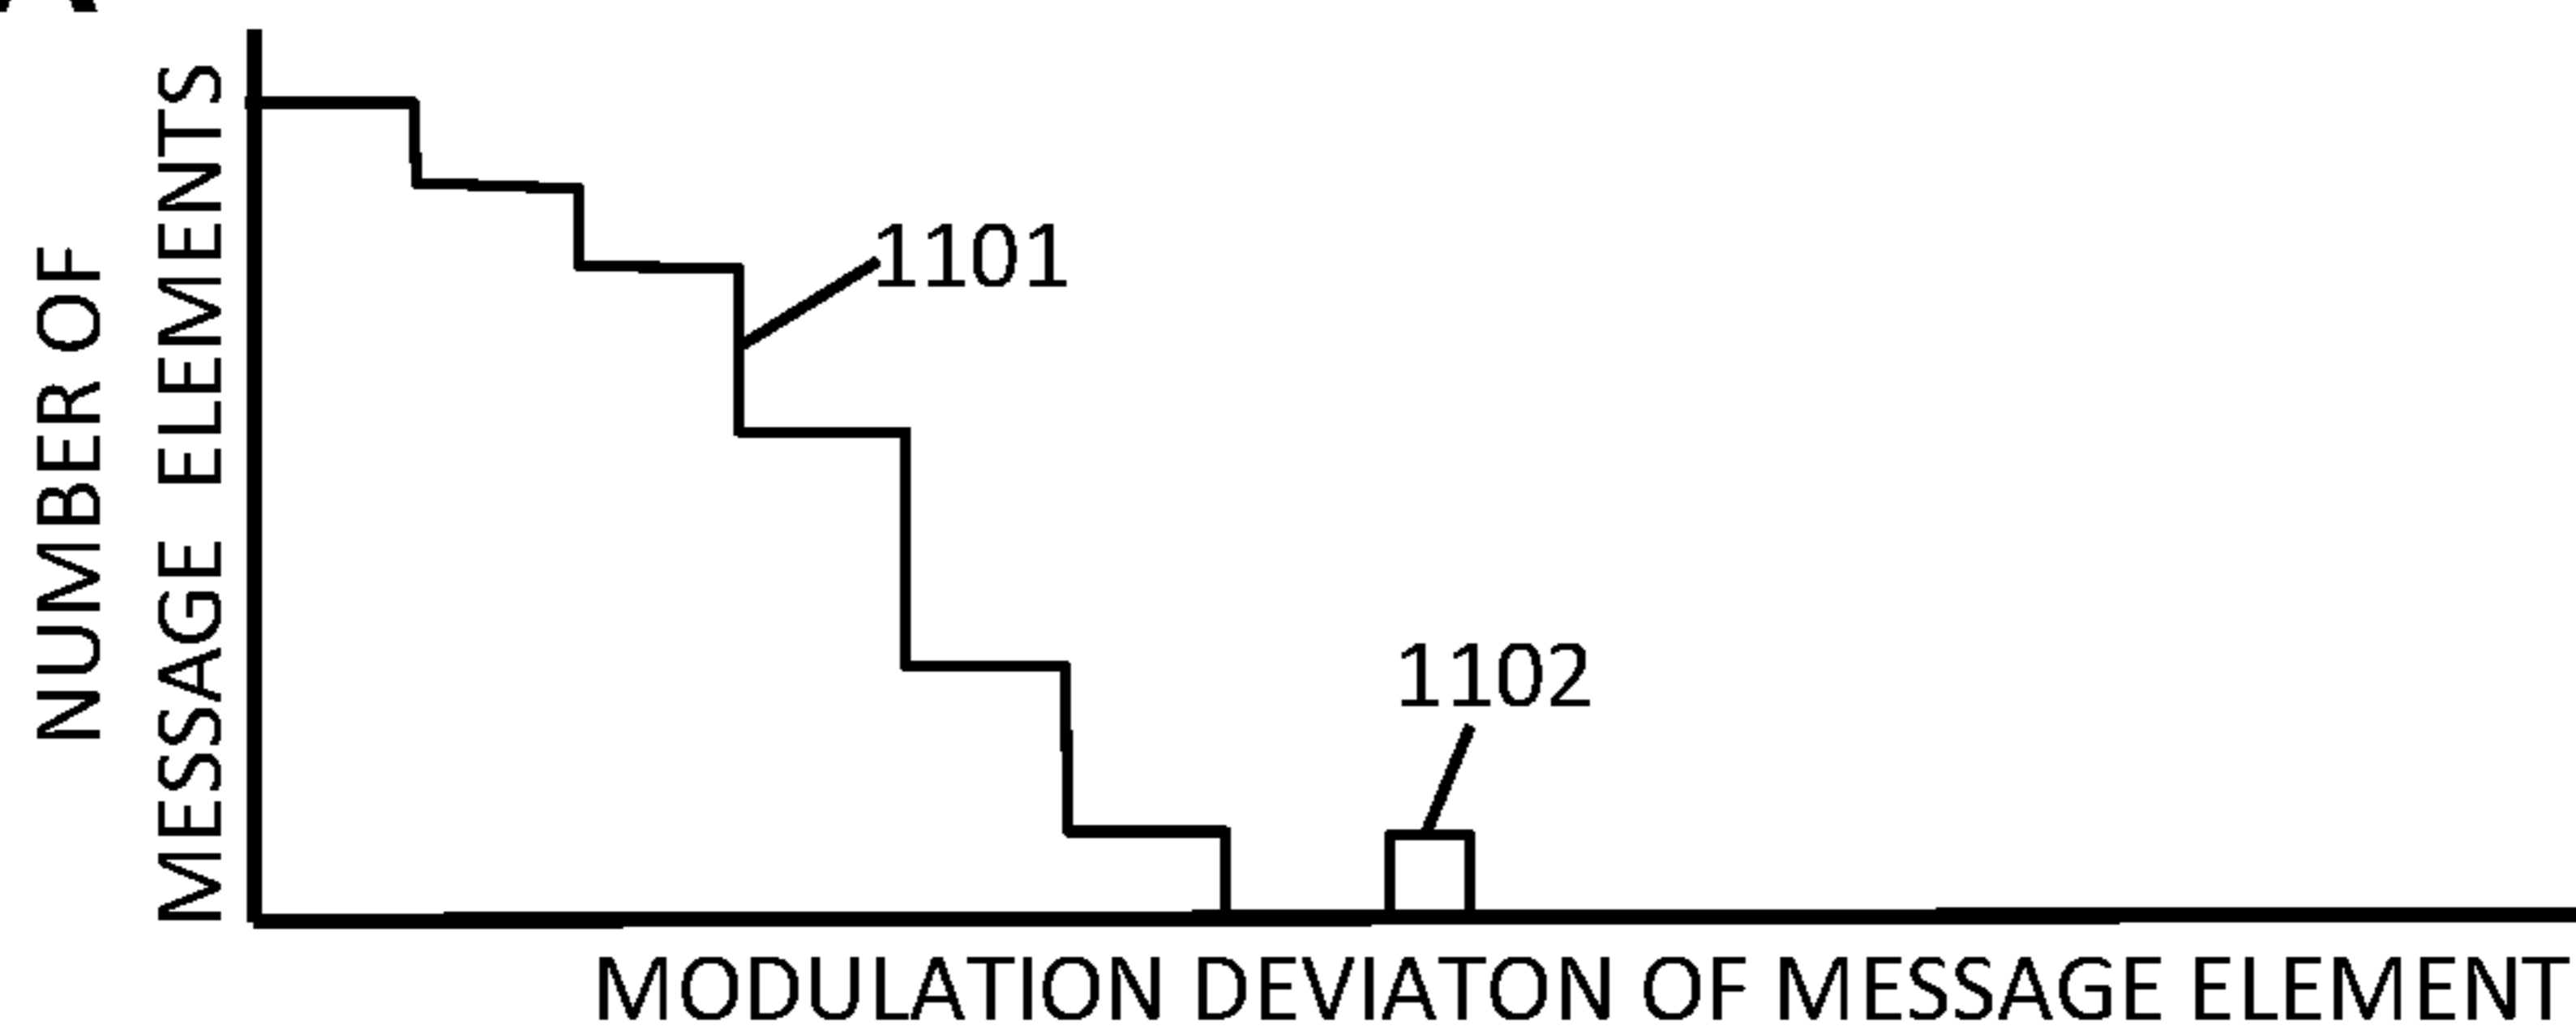 NUMBER OF
MESSAGE ELEMENTS
1101
1102
MODULATION DEVIATON OF MESSAGE ELEMENT